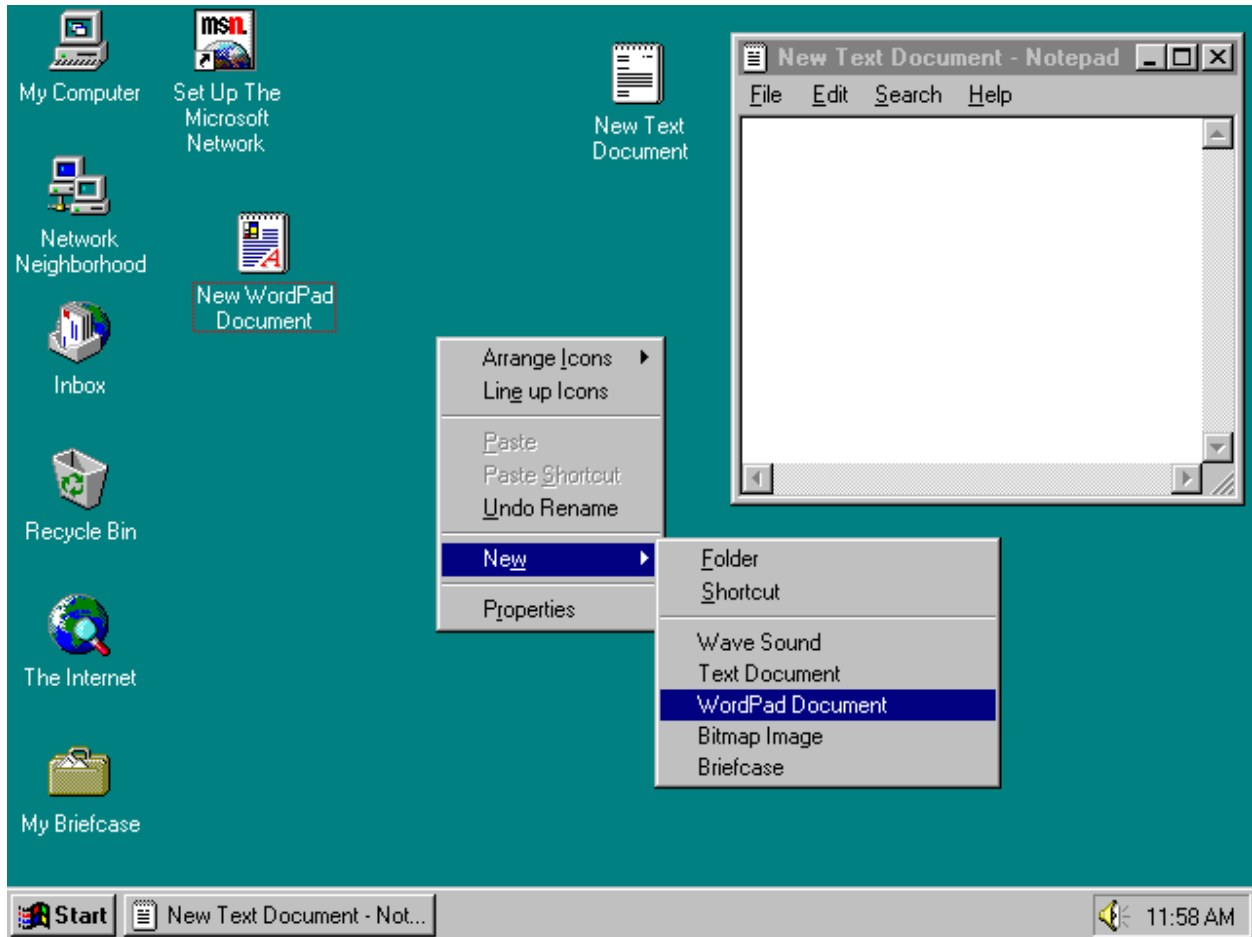 My Computer
msn.
Set Up The
Microsoft
Network
New Text
Document
New Text Document - Notepad
File Edit Search Help
Network
Neighborhood
New WordPad
Document
Inbox
Arrange Icons
Line up Icons
Paste
Paste Shortcut
Undo Rename
New
Properties
Folder
Shortcut
Wave Sound
Text Document
WordPad Document
Bitmap Image
Briefcase
Recycle Bin
The Internet
My Briefcase
Start
New Text Document - Not...
11:58 AM